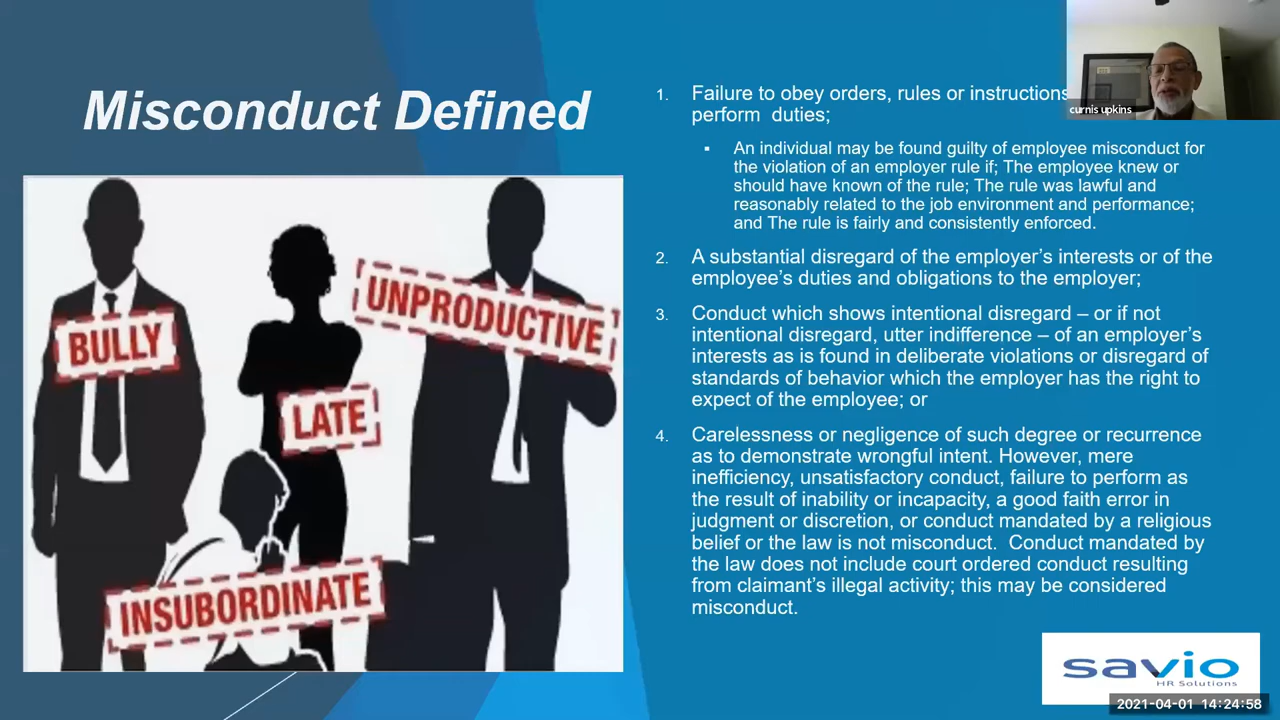 Misconduct Defined
BULLY
UNPRODUCTIVE
LATE
INSUBORDINATE
1. Failure to obey orders, rules or instructions
perform duties;
▪ An individual may be found guilty of employee misconduct for
the violation of an employer rule if; The employee knew or
should have known of the rule; The rule was lawful and
reasonably related to the job environment and performance;
and The rule is fairly and consistently enforced.
2. A substantial disregard of the employer’s interests or of the
employee’s duties and obligations to the employer;
3. Conduct which shows intentional disregard – or if not
intentional disregard, utter indifference – of an employer’s
interests as is found in deliberate violations or disregard of
standards of behavior which the employer has the right to
expect of the employee; or
4. Carelessness or negligence of such degree or recurrence
as to demonstrate wrongful intent. However, mere
inefficiency, unsatisfactory conduct, failure to perform as
the result of inability or incapacity, a good faith error in
judgment or discretion, or conduct mandated by a religious
belief or the law is not misconduct.  Conduct mandated by
the law does not include court ordered conduct resulting
from claimant’s illegal activity; this may be considered
misconduct.
curnis upkins
savio
HR Solutions
2021-04-01 14:24:58